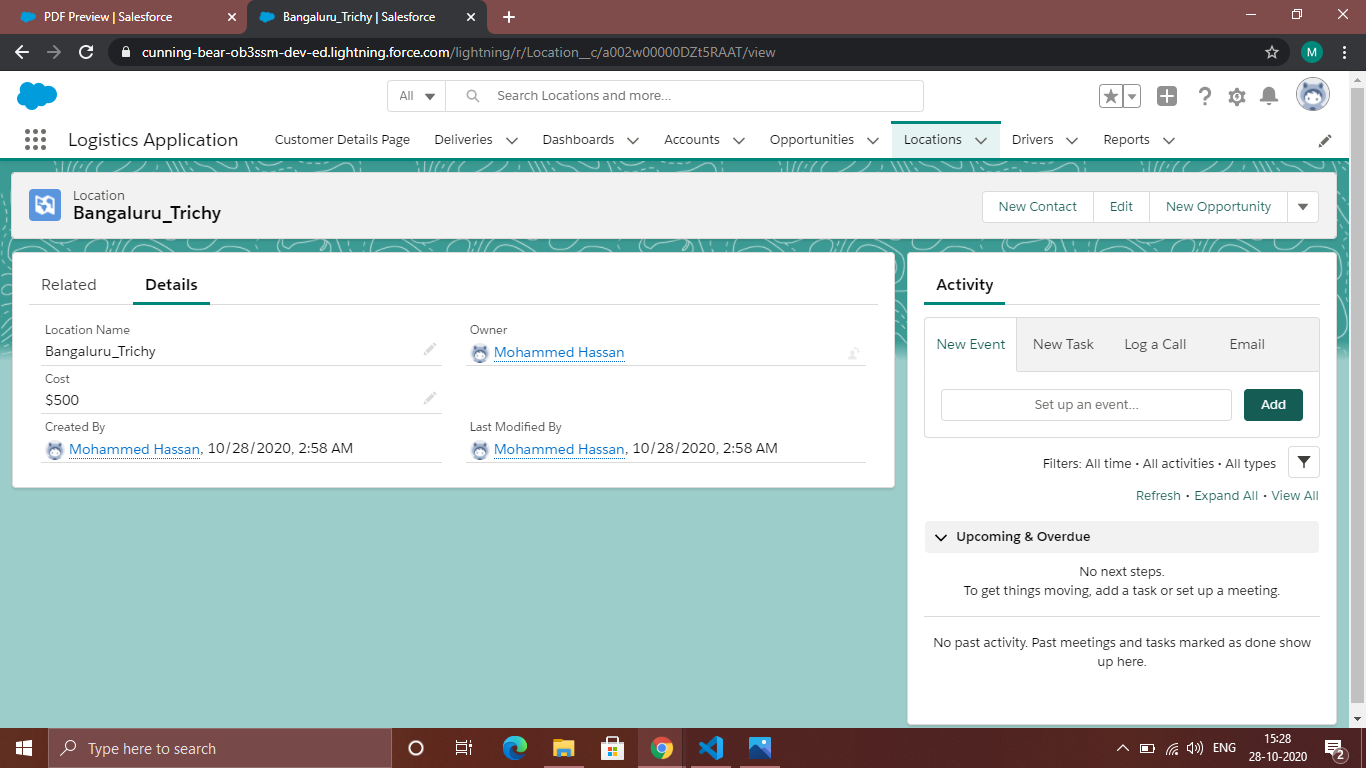 PDF Preview | Salesforce
Bangaluru_Trichy | Salesforce
cunning-bear-ob3ssm-dev-ed.lightning.force.com/lightning/r/Location__c/a002w00000DZt5RAAT/view
M
All
Search Locations and more...
Logistics Application
Customer Details Page
Deliveries
Dashboards
Accounts
Opportunities
Locations
Drivers
Reports
Location
Bangaluru_Trichy
New Contact
Edit
New Opportunity
Related
Details
Location Name
Bangaluru_Trichy
Owner
Mohammed Hassan
Cost
$500
Created By
Mohammed Hassan, 10/28/2020, 2:58 AM
Last Modified By
Mohammed Hassan, 10/28/2020, 2:58 AM
Activity
New Event
New Task
Log a Call
Email
Set up an event...
Add
Filters: All time • All activities • All types
Refresh • Expand All • View All
Upcoming & Overdue
No next steps.
To get things moving, add a task or set up a meeting.
No past activity. Past meetings and tasks marked as done show
up here.
Type here to search
ENG
15:28
28-10-2020
2